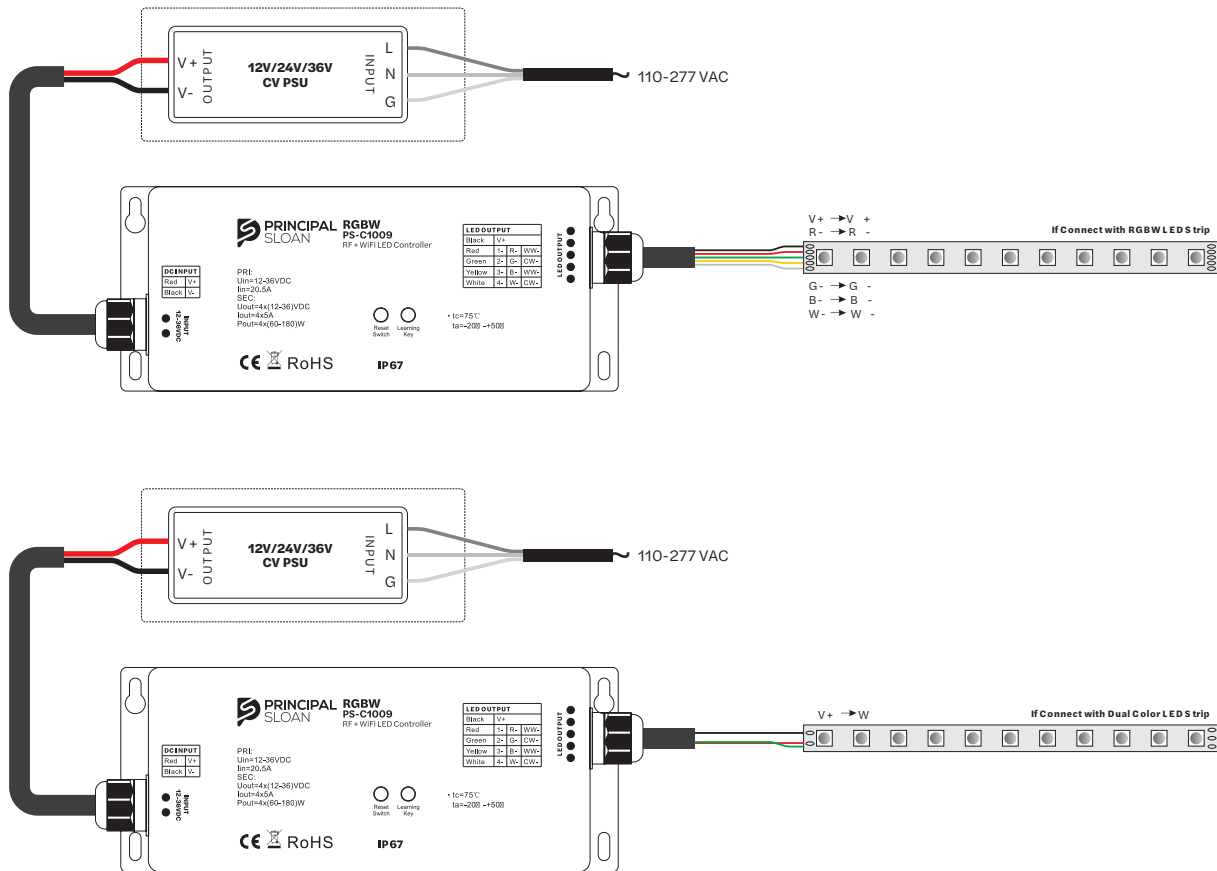 V+
V-
OUTPUT
12V/24V/36V
CV PSU
INPUT
L
N
G
110-277 VAC
PRINCIPAL
SLOAN
RGBW
PS-C1009
RF + WiFi LED Controller
LED OUTPUT
Black V+
Red 1- R- WW-
Green 2- G- CW-
Yellow 3- B- WW-
White 4- W- CW-
LED OUTPUT
DC INPUT
Red V+
Black V-
INPUT
12-36VDC
PRI:
Uin=12-36VDC
Iin=20.5A
SEC:
Uout=4x(12-36)VDC
Iout=4x5A
Pout=4x(60-180)W
Reset
Switch
Learning
Key
• tc=75℃
ta=-20 -+50
CE RoHS
IP67
V+ → V +
R- → R -
If Connect with RGBW LED Strip
G- → G -
B- → B -
W- → W -
V+
V-
OUTPUT
12V/24V/36V
CV PSU
INPUT
L
N
G
110-277 VAC
PRINCIPAL
SLOAN
RGBW
PS-C1009
RF + WiFi LED Controller
LED OUTPUT
Black V+
Red 1- R- WW-
Green 2- G- CW-
Yellow 3- B- WW-
White 4- W- CW-
LED OUTPUT
DC INPUT
Red V+
Black V-
INPUT
12-36VDC
PRI:
Uin=12-36VDC
Iin=20.5A
SEC:
Uout=4x(12-36)VDC
Iout=4x5A
Pout=4x(60-180)W
Reset
Switch
Learning
Key
• tc=75℃
ta=-20 -+50
CE RoHS
IP67
V+ → W
If Connect with Dual Color LED Strip